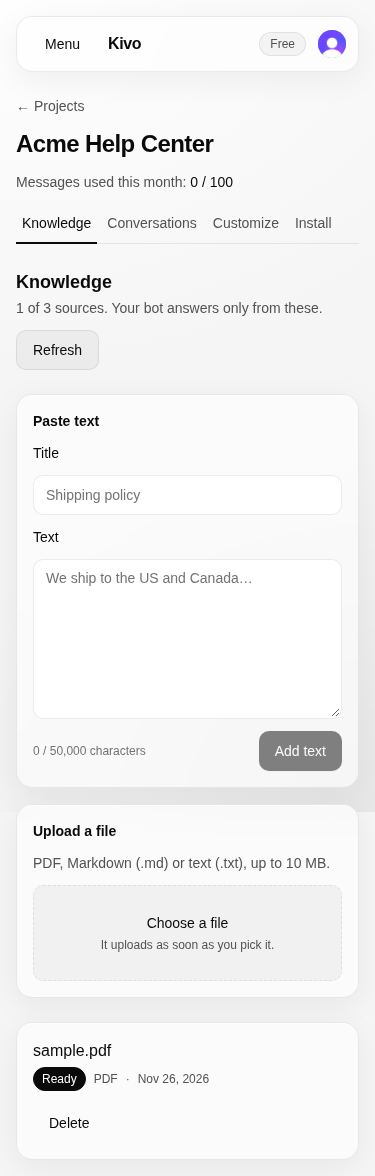 Menu Kivo Free
← Projects
Acme Help Center
Messages used this month: 0 / 100
Knowledge Conversations Customize Install
Knowledge
1 of 3 sources. Your bot answers only from these.
Refresh
Paste text
Title
Shipping policy
Text
We ship to the US and Canada…
0 / 50,000 characters Add text
Upload a file
PDF, Markdown (.md) or text (.txt), up to 10 MB.
Choose a file
It uploads as soon as you pick it.
sample.pdf
Ready PDF · Nov 26, 2026
Delete